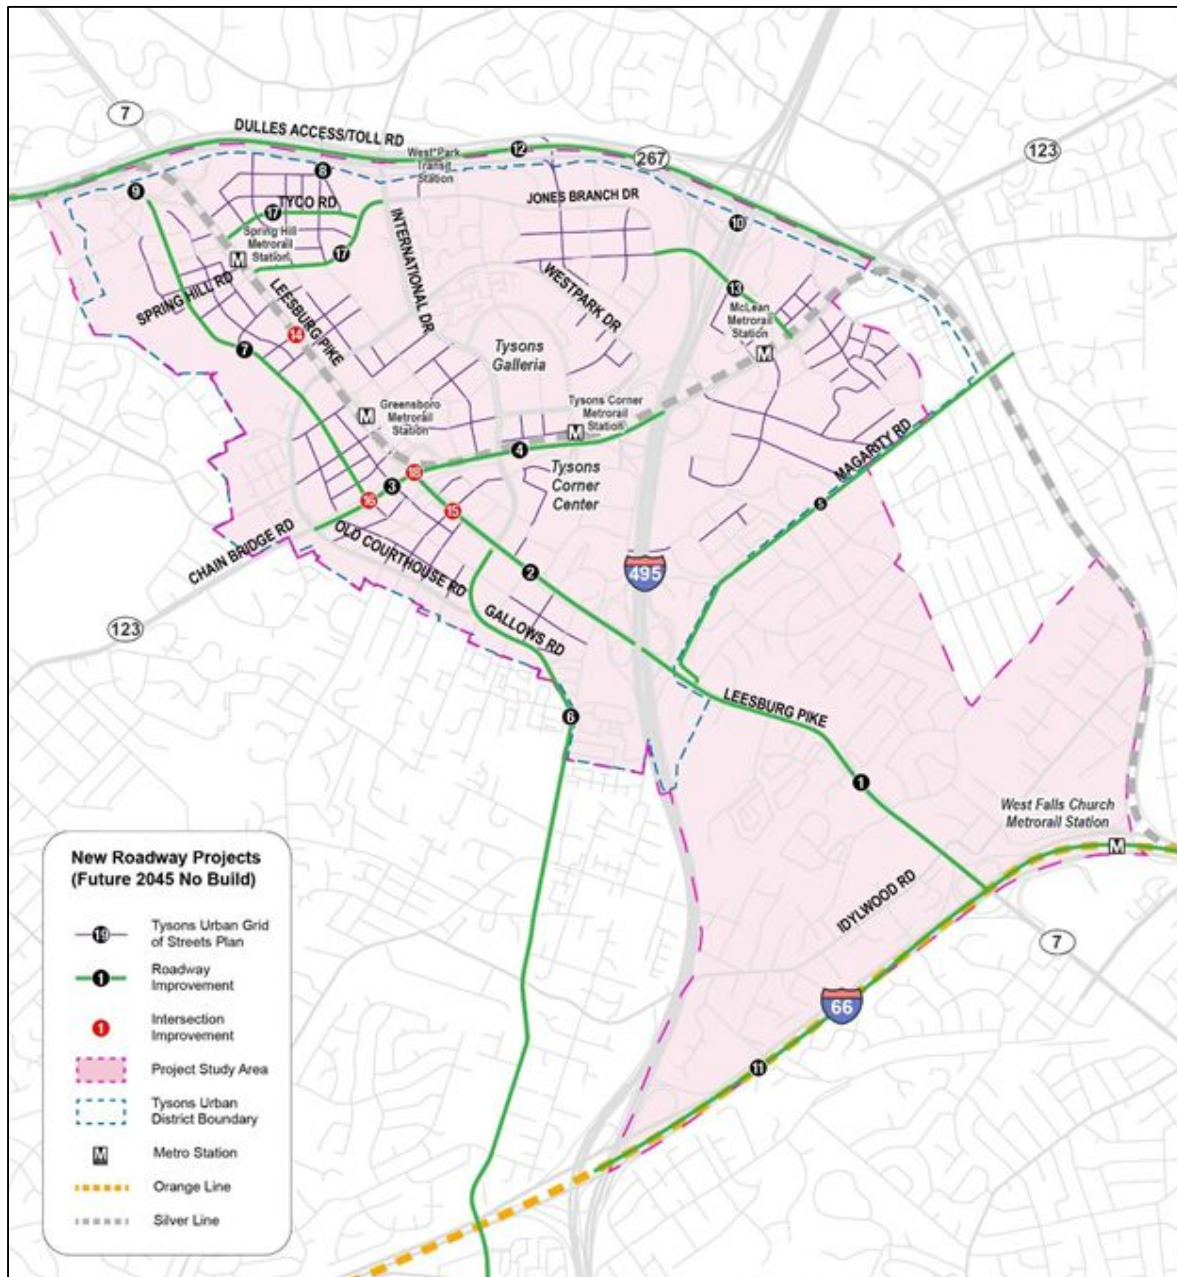 7
DULLES ACCESS/TOLL RD
12
West*Park
Transit
Station
267
123
9
8
TYCO RD
17
JONES BRANCH DR
10
Spring Hill
Metrorail
Station
M
17
INTERNATIONAL DR
WESTPARK DR
13
McLean
Metrorail
Station
M
SPRING HILL RD
LEESBURG PIKE
14
7
Tysons
Galleria
Greensboro
Metrorail
Station
M
Tysons Corner
Metrorail
Station
M
4
18
3
16
15
Tysons
Corner
Center
MAGARITY RD
5
CHAIN BRIDGE RD
OLD COURTHOUSE RD
2
495
123
GALLOWS RD
6
LEESBURG PIKE
1
West Falls Church
Metrorail Station
M
IDYLWOOD RD
7
66
11
New Roadway Projects
(Future 2045 No Build)
19
Tysons Urban Grid
of Streets Plan
1
Roadway
Improvement
1
Intersection
Improvement
Project Study Area
Tysons Urban
District Boundary
M
Metro Station
Orange Line
Silver Line